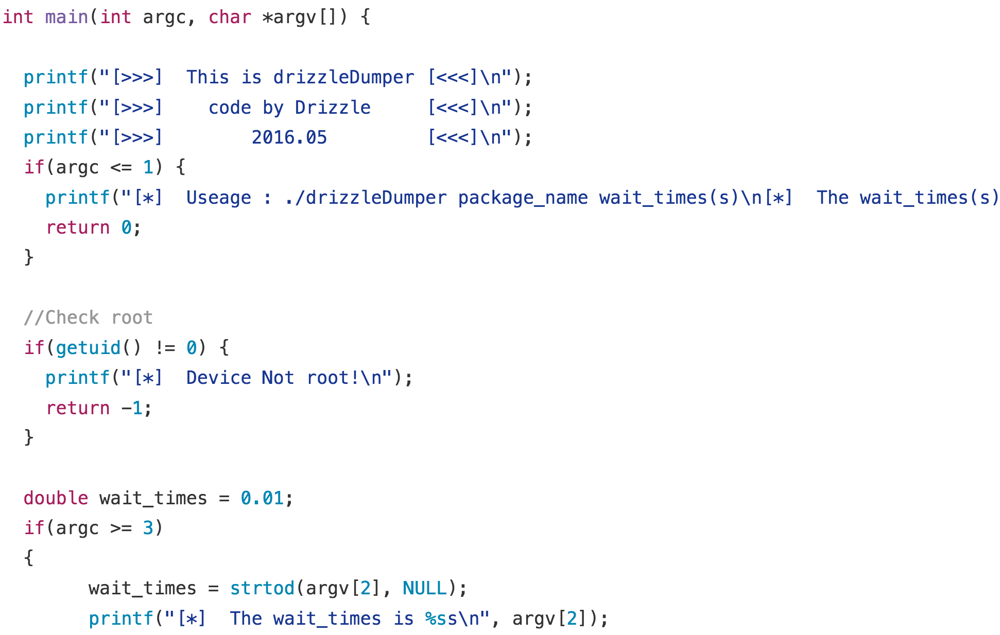 int main(int argc, char *argv[]) {
  printf("[>>>]  This is drizzleDumper [<<<]\n");
  printf("[>>>]    code by Drizzle     [<<<]\n");
  printf("[>>>]        2016.05         [<<<]\n");
  if(argc <= 1) {
    printf("[*]  Useage : ./drizzleDumper package_name wait_times(s)\n[*]  The wait_times(s)
    return 0;
  }
  //Check root
  if(getuid() != 0) {
    printf("[*]  Device Not root!\n");
    return -1;
  }
  double wait_times = 0.01;
  if(argc >= 3)
  {
        wait_times = strtod(argv[2], NULL);
        printf("[*]  The wait_times is %ss\n", argv[2]);